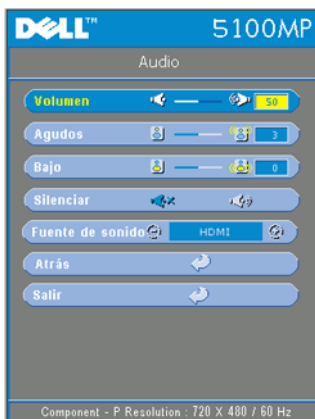 DELL™ 5100MP
Audio
Volumen 50
Agudos 3
Bajo 0
Silenciar
Fuente de sonido HDMI
Atrás
Salir
Component - P Resolution : 720 X 480 / 60 Hz